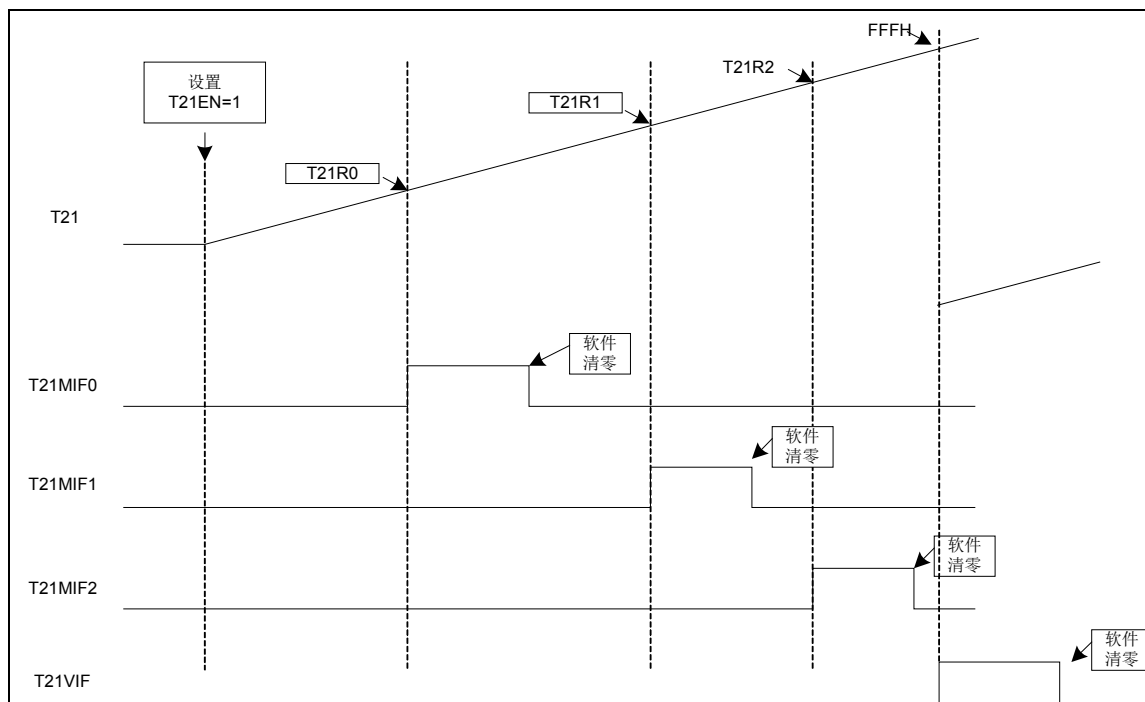 FFFH
设置
T21EN=1
T21R2
T21R1
T21R0
T21
软件
清零
T21MIF0
软件
清零
T21MIF1
软件
清零
T21MIF2
软件
清零
T21VIF